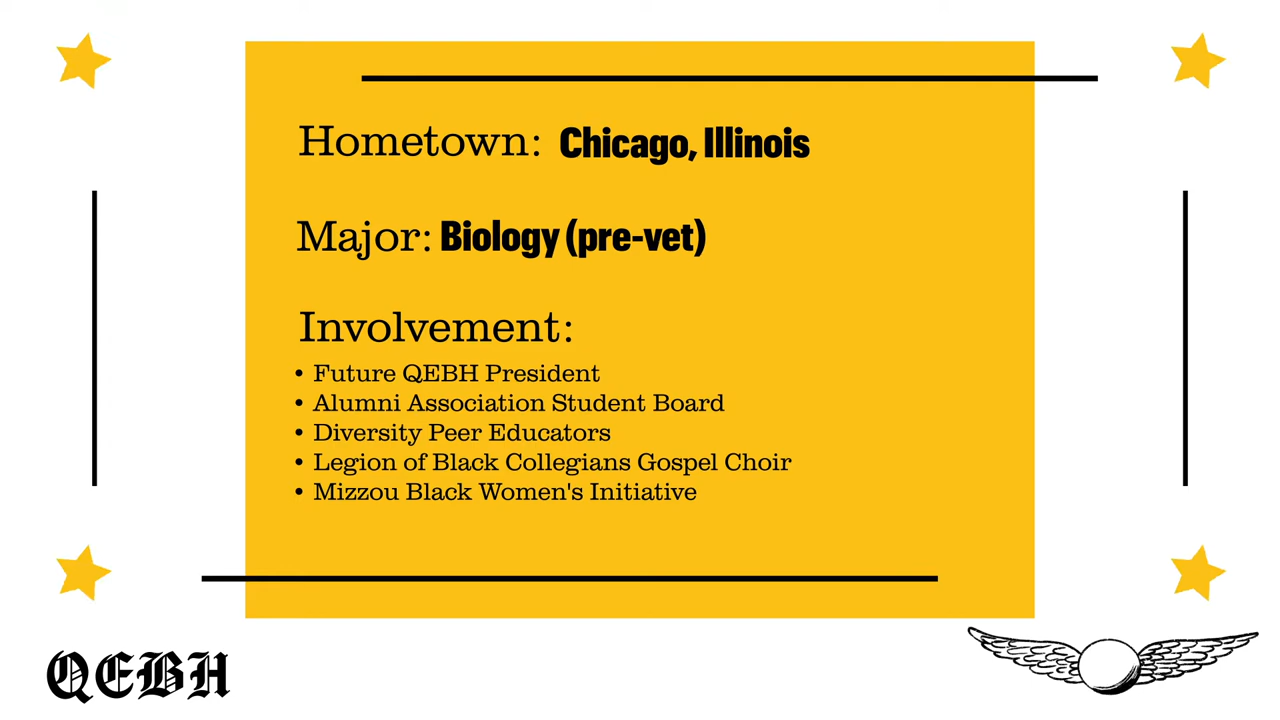 Hometown: Chicago, Illinois
Major: Biology (pre-vet)
Involvement:
• Future QEBH President
• Alumni Association Student Board
• Diversity Peer Educators
• Legion of Black Collegians Gospel Choir
• Mizzou Black Women's Initiative
QEBH